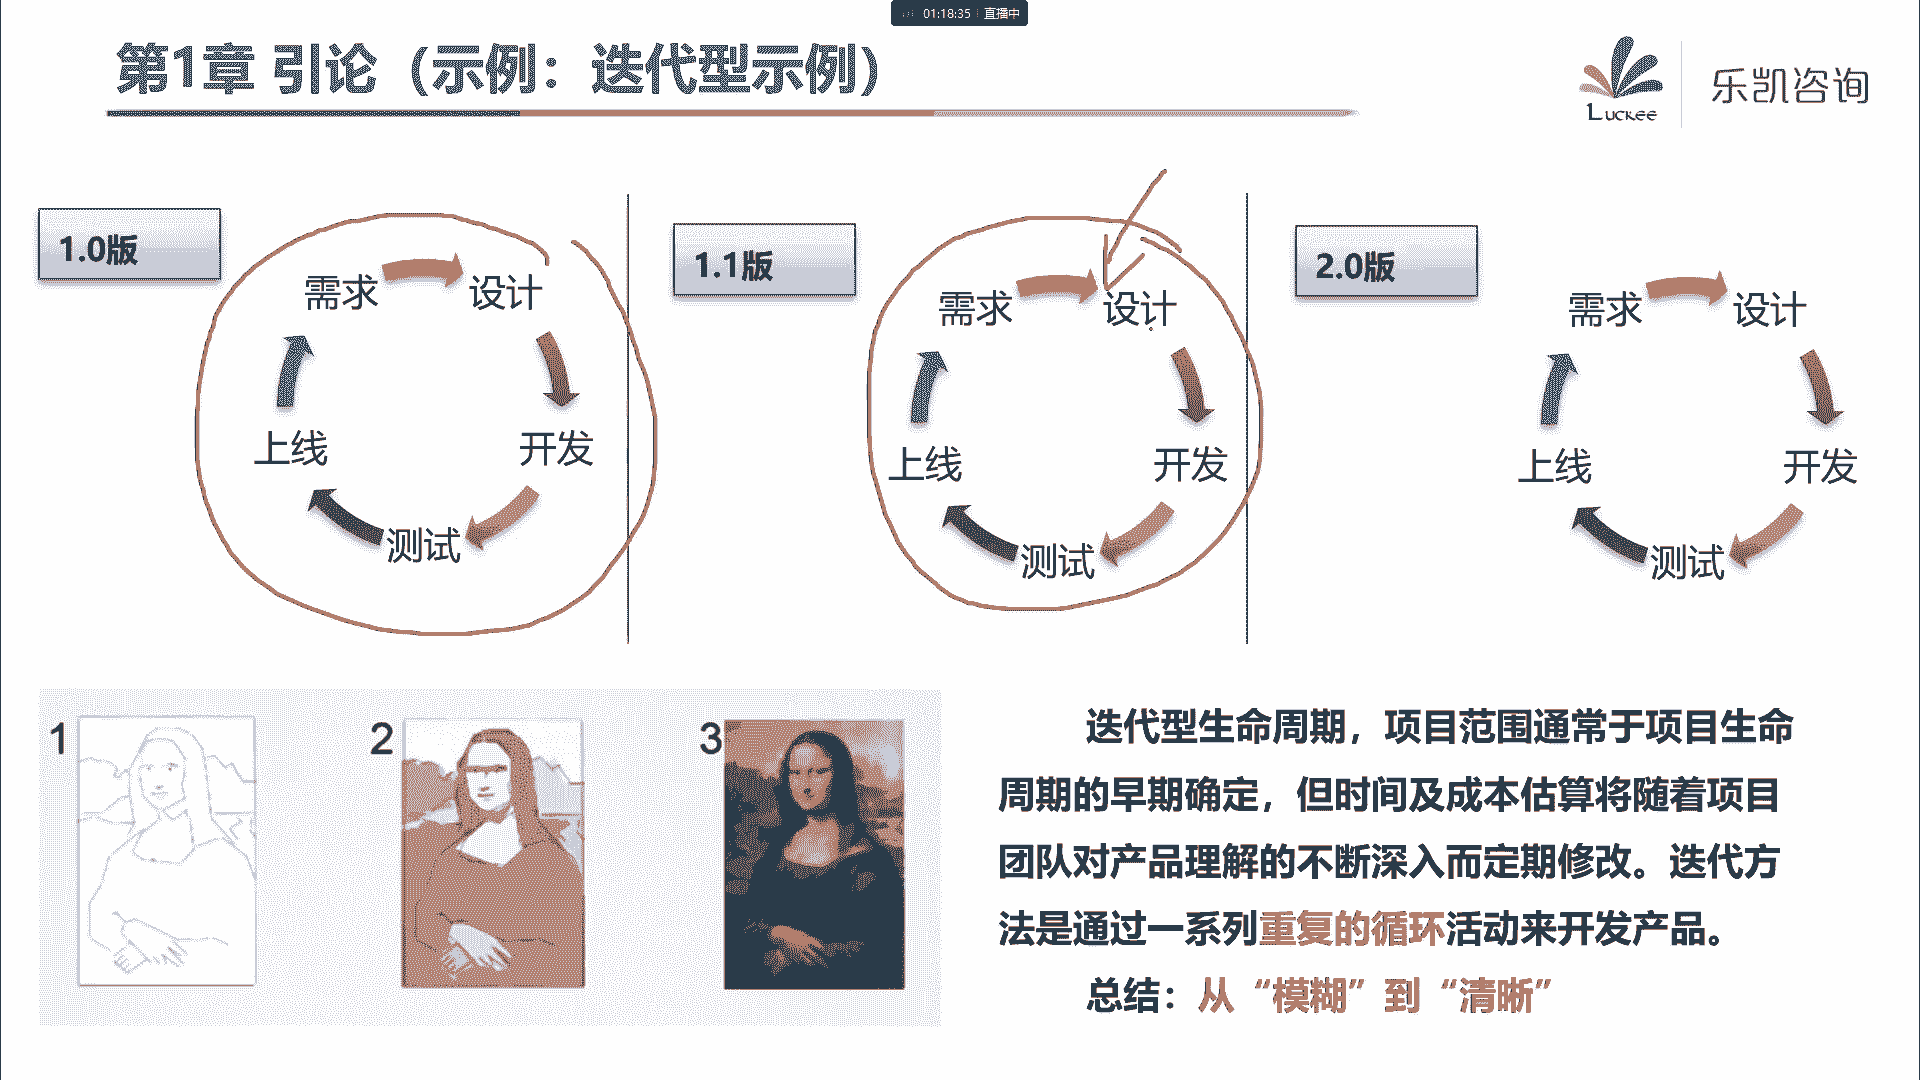 01:18:35 直播中
第1章 引论（示例：迭代型示例）
Luckee
乐凯咨询
1.0版
需求
设计
开发
测试
上线
1.1版
需求
设计
开发
测试
上线
2.0版
需求
设计
开发
测试
上线
1
2
3
迭代型生命周期，项目范围通常于项目生命
周期的早期确定，但时间及成本估算将随着项目
团队对产品理解的不断深入而定期修改。迭代方
法是通过一系列重复的循环活动来开发产品。
总结：从“模糊”到“清晰”